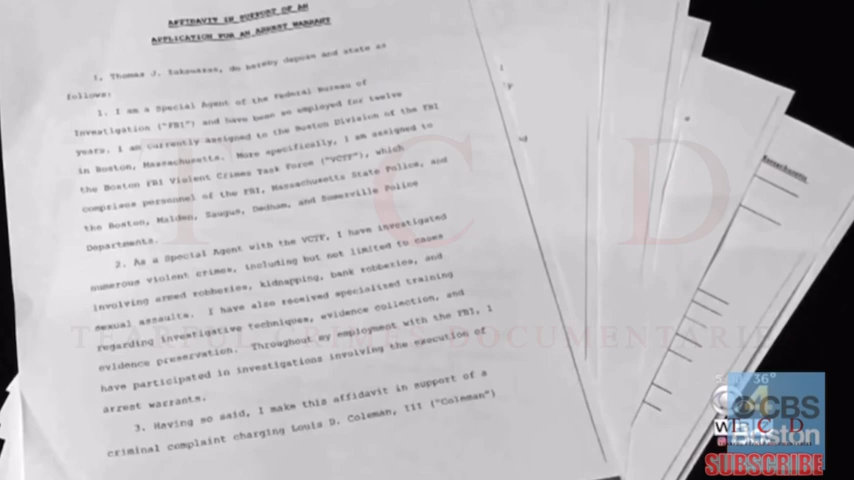 AFFIDAVIT IN SUPPORT OF AN
APPLICATION FOR AN ARREST WARRANT
I, Thomas J. do hereby depose and state as
follows:
1. I am a Special Agent of the Federal Bureau of
Investigation ("FBI") and have been so employed for twelve
years. I am currently assigned to the Boston Division of the FBI
in Boston, Massachusetts. More specifically, I am assigned to
the Boston FBI Violent Crimes Task Force ("VCTF"), which
comprises personnel of the FBI, Massachusetts State Police, and
the Boston, Malden, Saugus, Dedham, and Somerville Police
Departments.
2. As a Special Agent with the VCTF, I have investigated
numerous violent crimes, including but not limited to cases
involving armed robberies, kidnapping, bank robberies, and
sexual assaults. I have also received specialized training
regarding investigative techniques, evidence collection, and
evidence preservation. Throughout my employment with the FBI, I
have participated in investigations involving the execution of
arrest warrants.
3. Having so said, I make this affidavit in support of a
criminal complaint charging Louis D. Coleman, III ("Coleman")
Massachusetts
T C D
TEARFUL CRIMES DOCUMENTARIE
36°
CBS
T C D
Boston
SUBSCRIBE